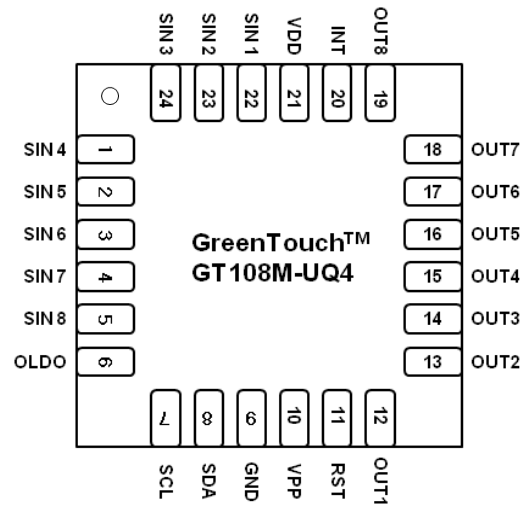 SIN 3 SIN 2 SIN 1 VDD INT OUT8
24 23 22 21 20 19
SIN 4 1 18 OUT7
SIN 5 2 17 OUT6
SIN 6 3 16 OUT5
GreenTouch™
GT108M-UQ4
SIN 7 4 15 OUT4
SIN 8 5 14 OUT3
OLDO 6 13 OUT2
7 8 9 10 11 12
SCL SDA GND VPP RST OUT1